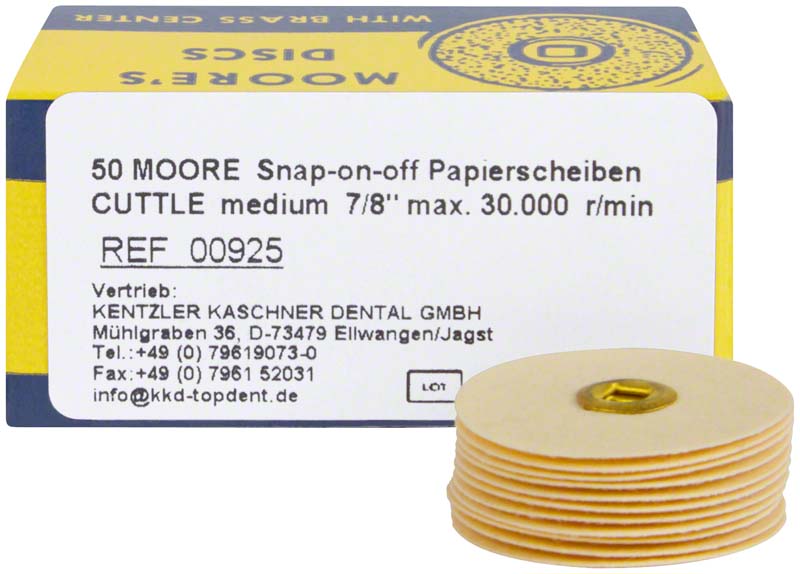 WITH BRASS CENTER
MOORE'S
DISCS
50 MOORE Snap-on-off Papierscheiben
CUTTLE medium 7/8" max. 30.000 r/min
REF 00925
Vertrieb:
KENTZLER KASCHNER DENTAL GMBH
Mühlgraben 36, D-73479 Ellwangen/Jagst
Tel.:+49 (0) 79619073-0
Fax:+49 (0) 7961 52031
info@kkd-topdent.de
LOT